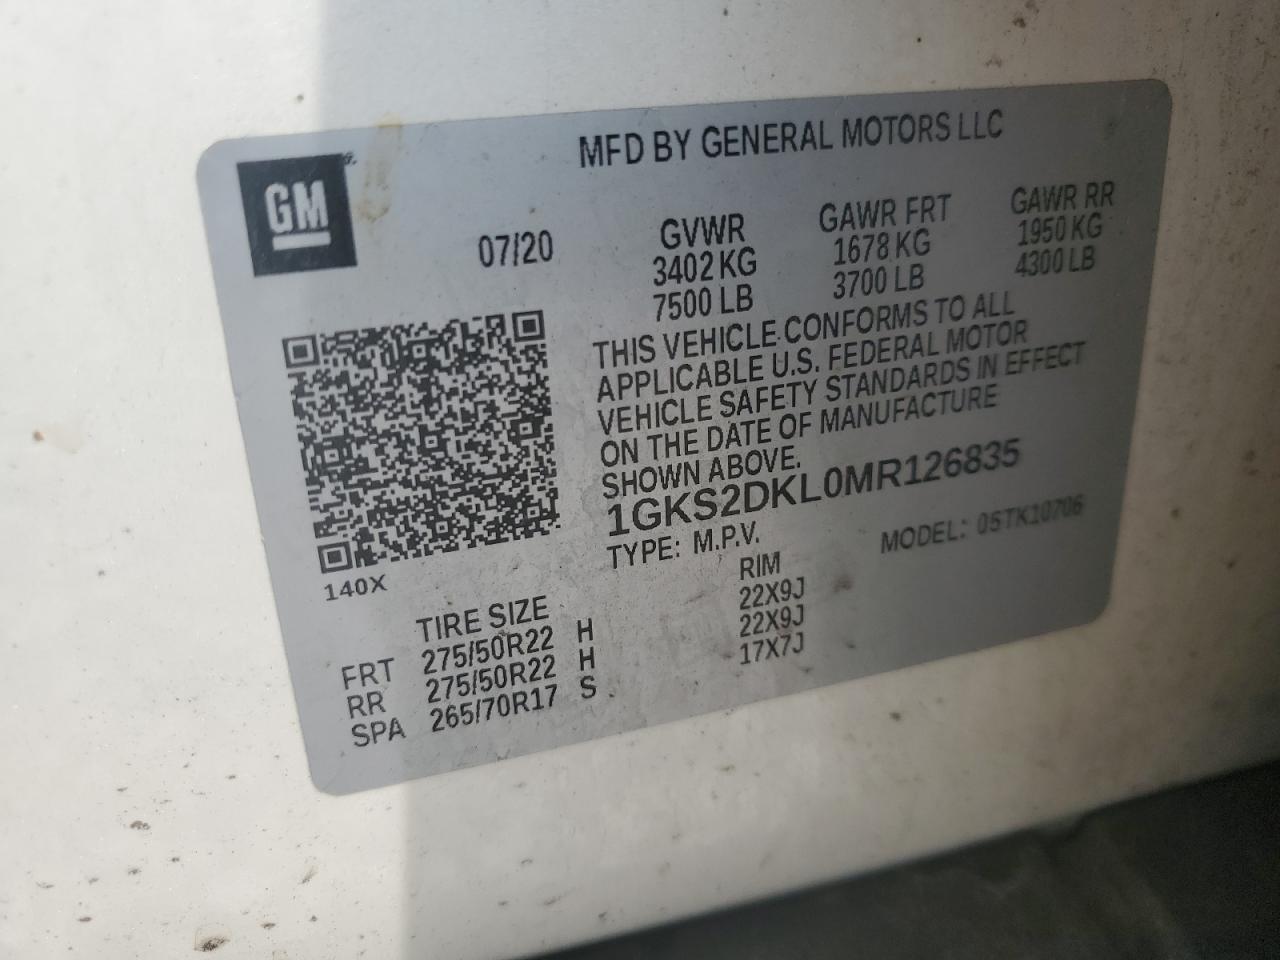 GM
MFD BY GENERAL MOTORS LLC
07/20
GVWR
3402 KG
7500 LB
GAWR FRT
1678 KG
3700 LB
GAWR RR
1950 KG
4300 LB
THIS VEHICLE CONFORMS TO ALL
APPLICABLE U.S. FEDERAL MOTOR
VEHICLE SAFETY STANDARDS IN EFFECT
ON THE DATE OF MANUFACTURE
SHOWN ABOVE.
1GKS2DKL0MR126835
TYPE: M.P.V.
MODEL: 05TK10706
140X
TIRE SIZE RIM
FRT 275/50R22 H 22X9J
RR 275/50R22 H 22X9J
SPA 265/70R17 S 17X7J